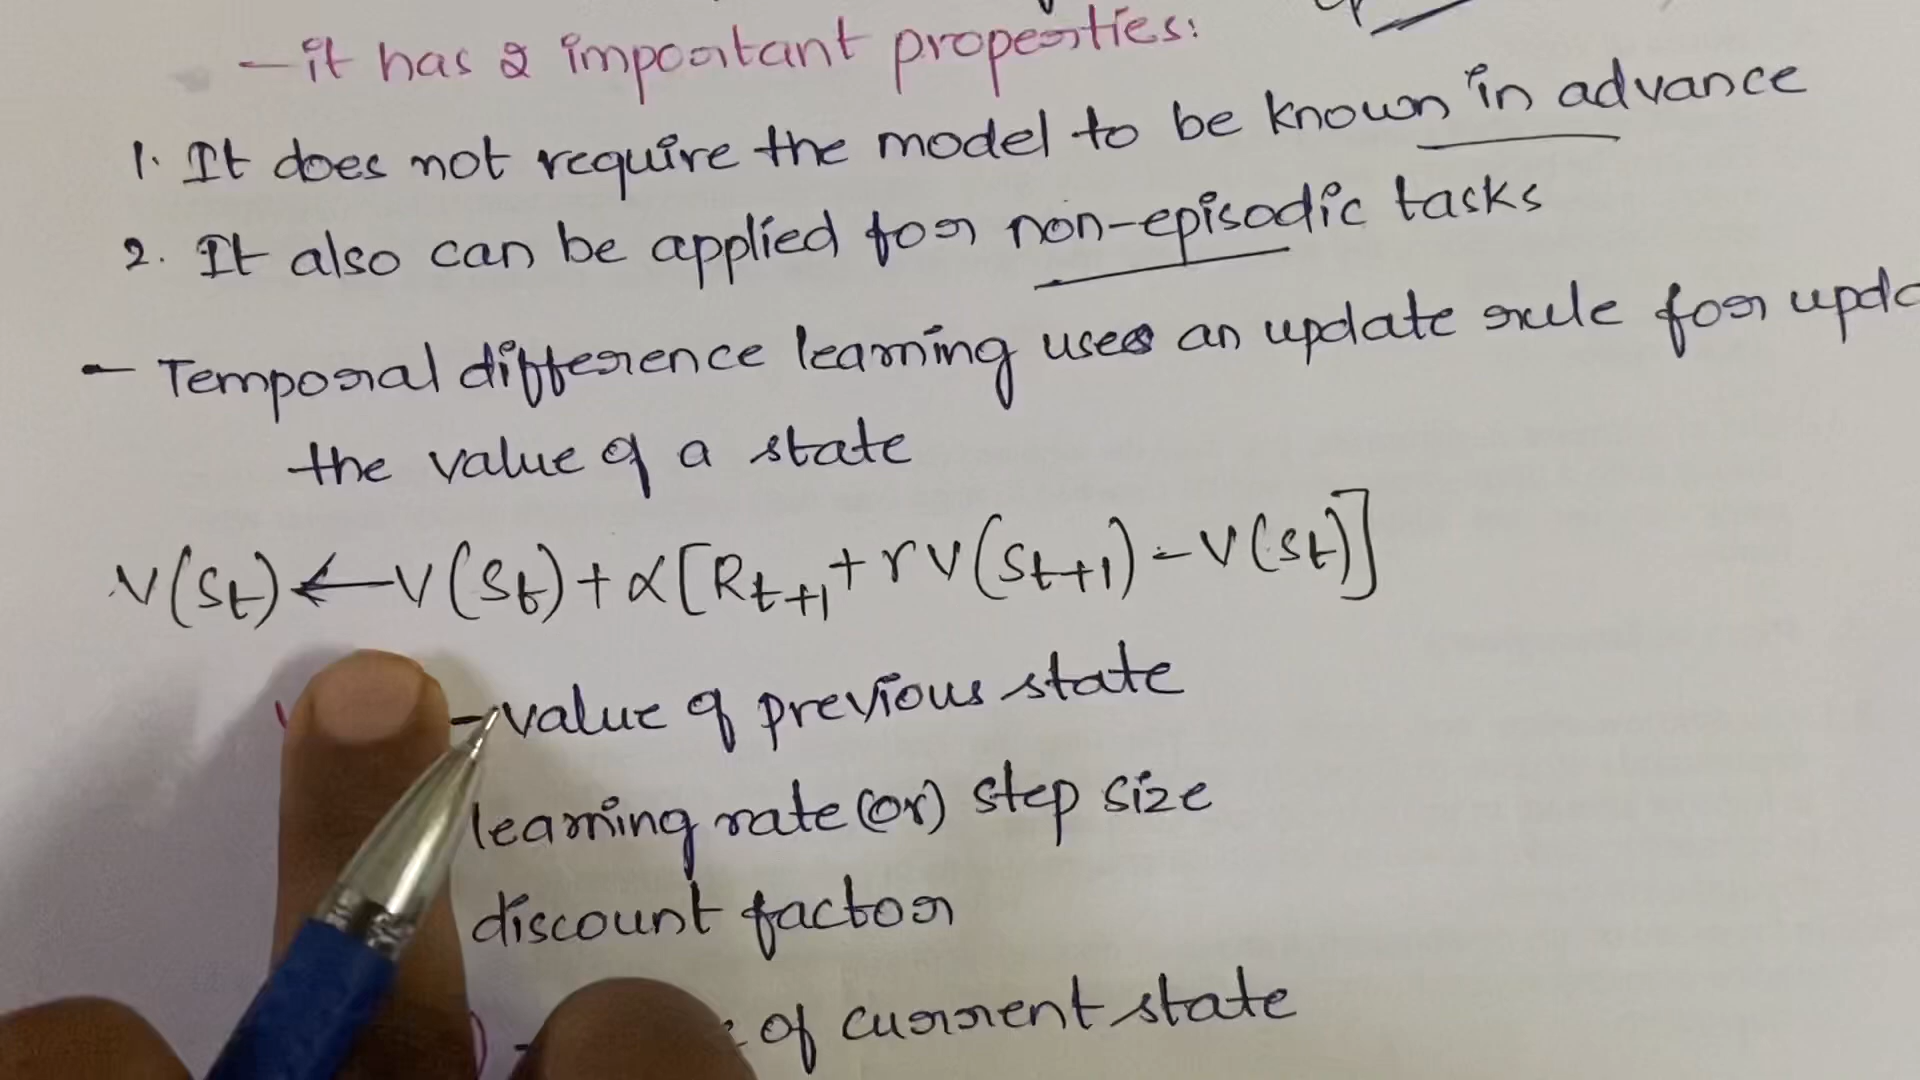 - it has 2 important properties:
1. It does not require the model to be known in advance
2. It also can be applied for non-episodic tasks
- Temporal difference learning uses an update rule for
the value of a state
V(St) ← V(St) + α[Rt+1 + rV(St+1) - V(St)]
- value of previous state
learning rate (or) step size
discount factor
) - of current state